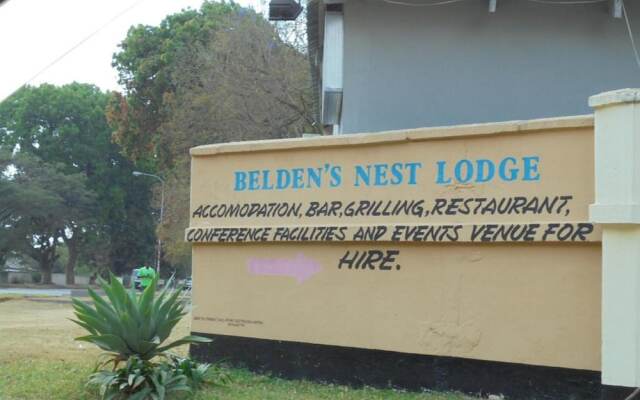 BELDEN'S NEST LODGE
ACCOMODATION, BAR, GRILLING, RESTAURANT,
CONFERENCE FACILITIES AND EVENTS VENUE FOR
HIRE.